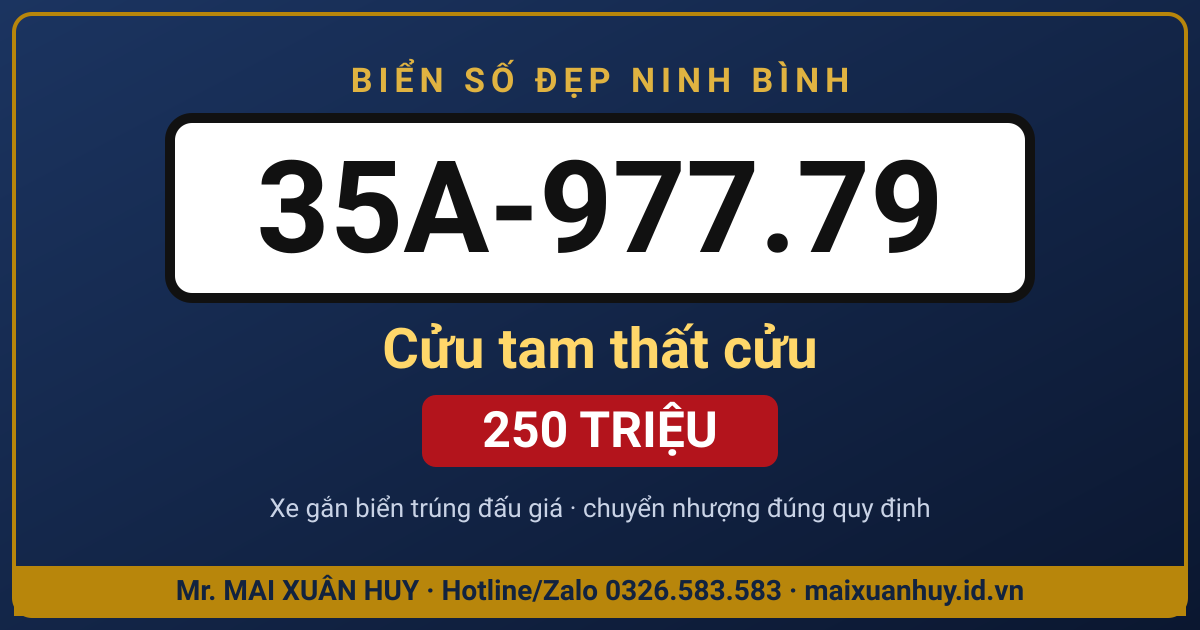 BIỂN SỐ ĐẸP NINH BÌNH
35A-977.79
Cửu tam thất cửu
250 TRIỆU
Xe gắn biển trúng đấu giá · chuyển nhượng đúng quy định
Mr. MAI XUÂN HUY · Hotline/Zalo 0326.583.583 · maixuanhuy.id.vn